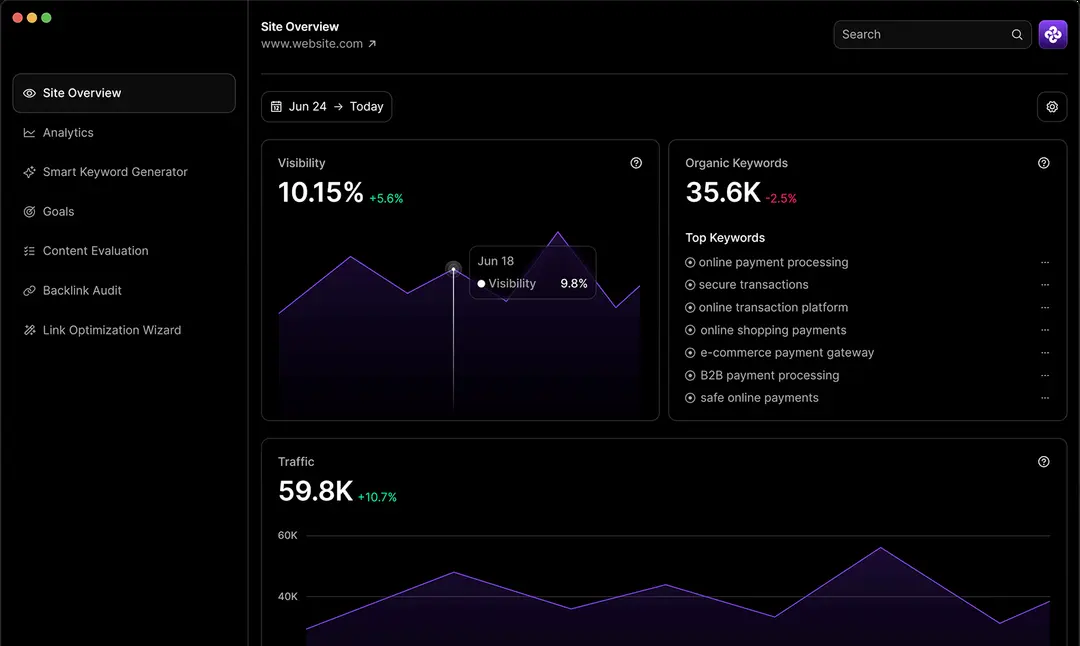 Site Overview
www.website.com
Search
Site Overview
Analytics
Smart Keyword Generator
Goals
Content Evaluation
Backlink Audit
Link Optimization Wizard
Jun 24 → Today
Visibility
10.15% +5.6%
Jun 18
Visibility 9.8%
Organic Keywords
35.6K -2.5%
Top Keywords
online payment processing
secure transactions
online transaction platform
online shopping payments
e-commerce payment gateway
B2B payment processing
safe online payments
Traffic
59.8K +10.7%
60K
40K